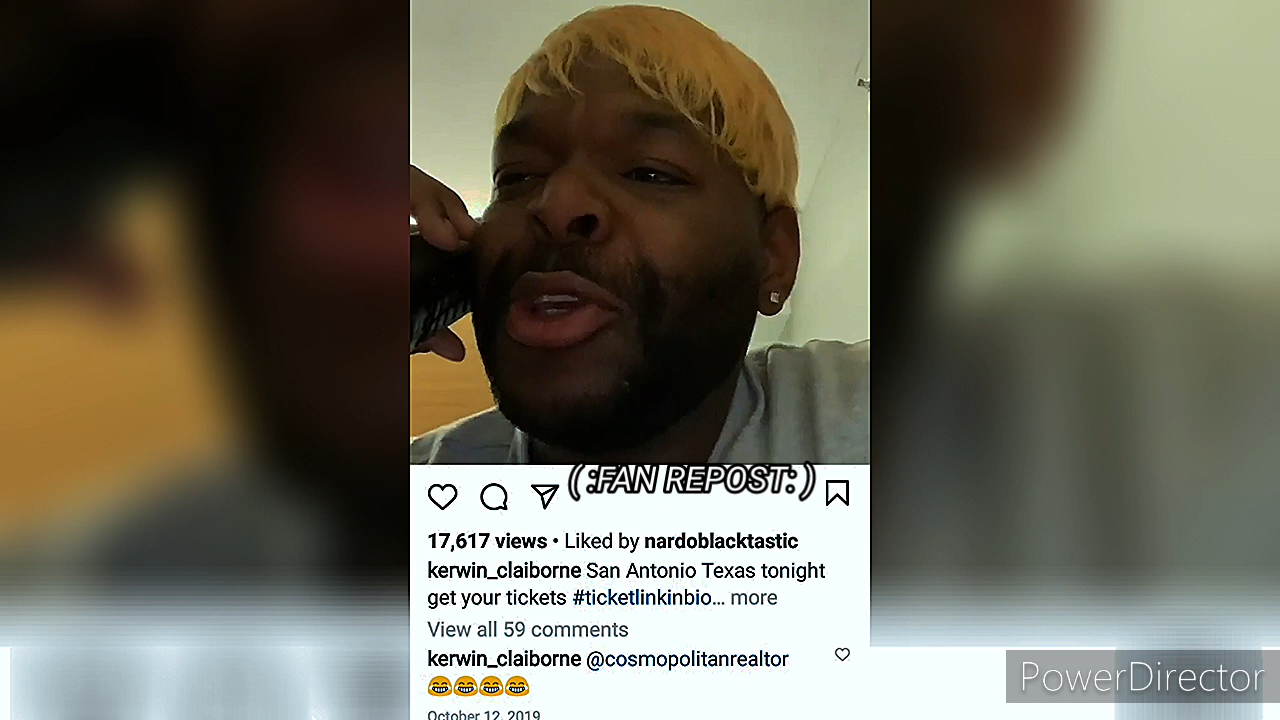 (:FAN REPOST:)
17,617 views • Liked by nardoblacktastic
kerwin_claiborne San Antonio Texas tonight
get your tickets #ticketlinkinbio... more
View all 59 comments
kerwin_claiborne @cosmopolitanrealtor
😂😂😂😂
October 12, 2019
PowerDirector